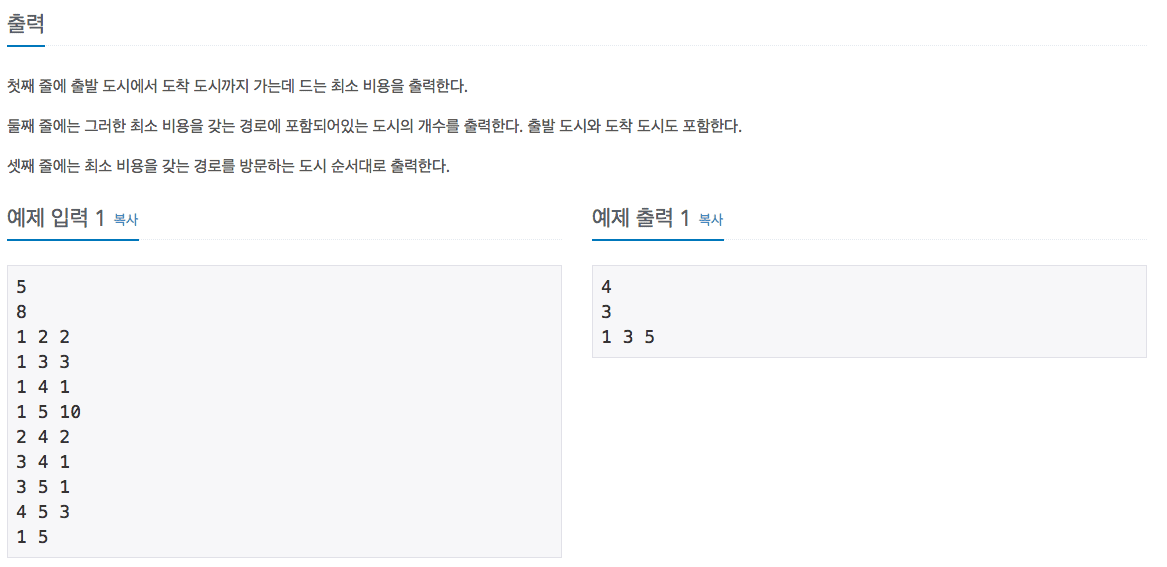 출력
첫째 줄에 출발 도시에서 도착 도시까지 가는데 드는 최소 비용을 출력한다.
둘째 줄에는 그러한 최소 비용을 갖는 경로에 포함되어있는 도시의 개수를 출력한다. 출발 도시와 도착 도시도 포함한다.
셋째 줄에는 최소 비용을 갖는 경로를 방문하는 도시 순서대로 출력한다.
예제 입력 1 복사
5
8
1 2 2
1 3 3
1 4 1
1 5 10
2 4 2
3 4 1
3 5 1
4 5 3
1 5
예제 출력 1 복사
4
3
1 3 5